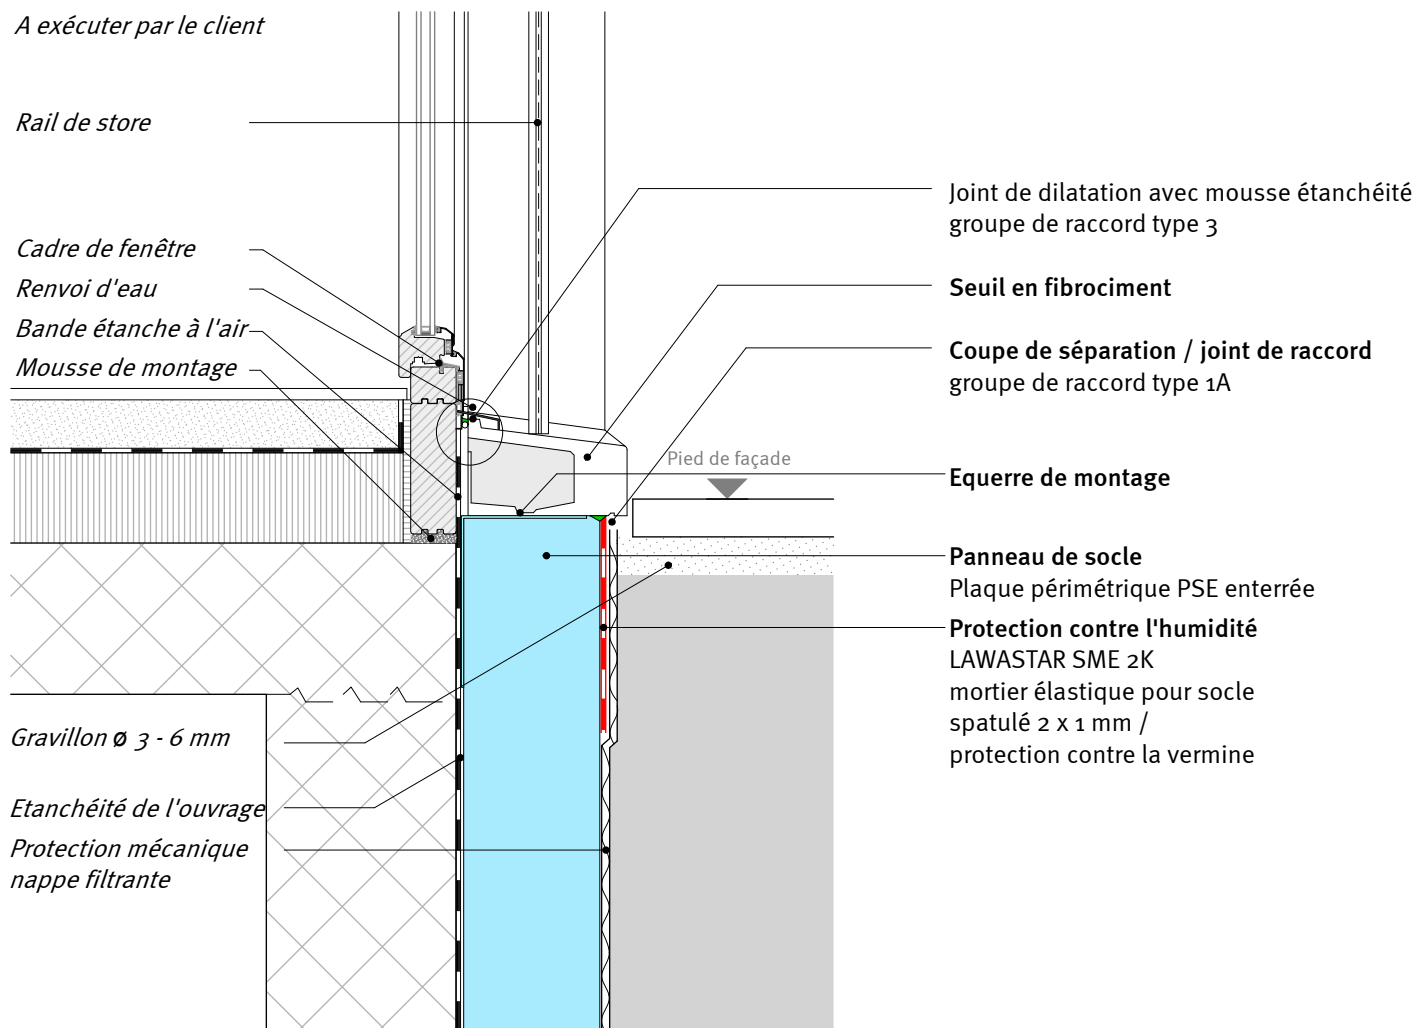 A exécuter par le client
Rail de store
Cadre de fenêtre
Renvoi d'eau
Bande étanche à l'air
Mousse de montage
Gravillon ø 3 - 6 mm
Etanchéité de l'ouvrage
Protection mécanique
nappe filtrante
Pied de façade
Joint de dilatation avec mousse étanchéité
groupe de raccord type 3
Seuil en fibrociment
Coupe de séparation / joint de raccord
groupe de raccord type 1A
Equerre de montage
Panneau de socle
Plaque périmétrique PSE enterrée
Protection contre l'humidité
LAWASTAR SME 2K
mortier élastique pour socle
spatulé 2 x 1 mm /
protection contre la vermine